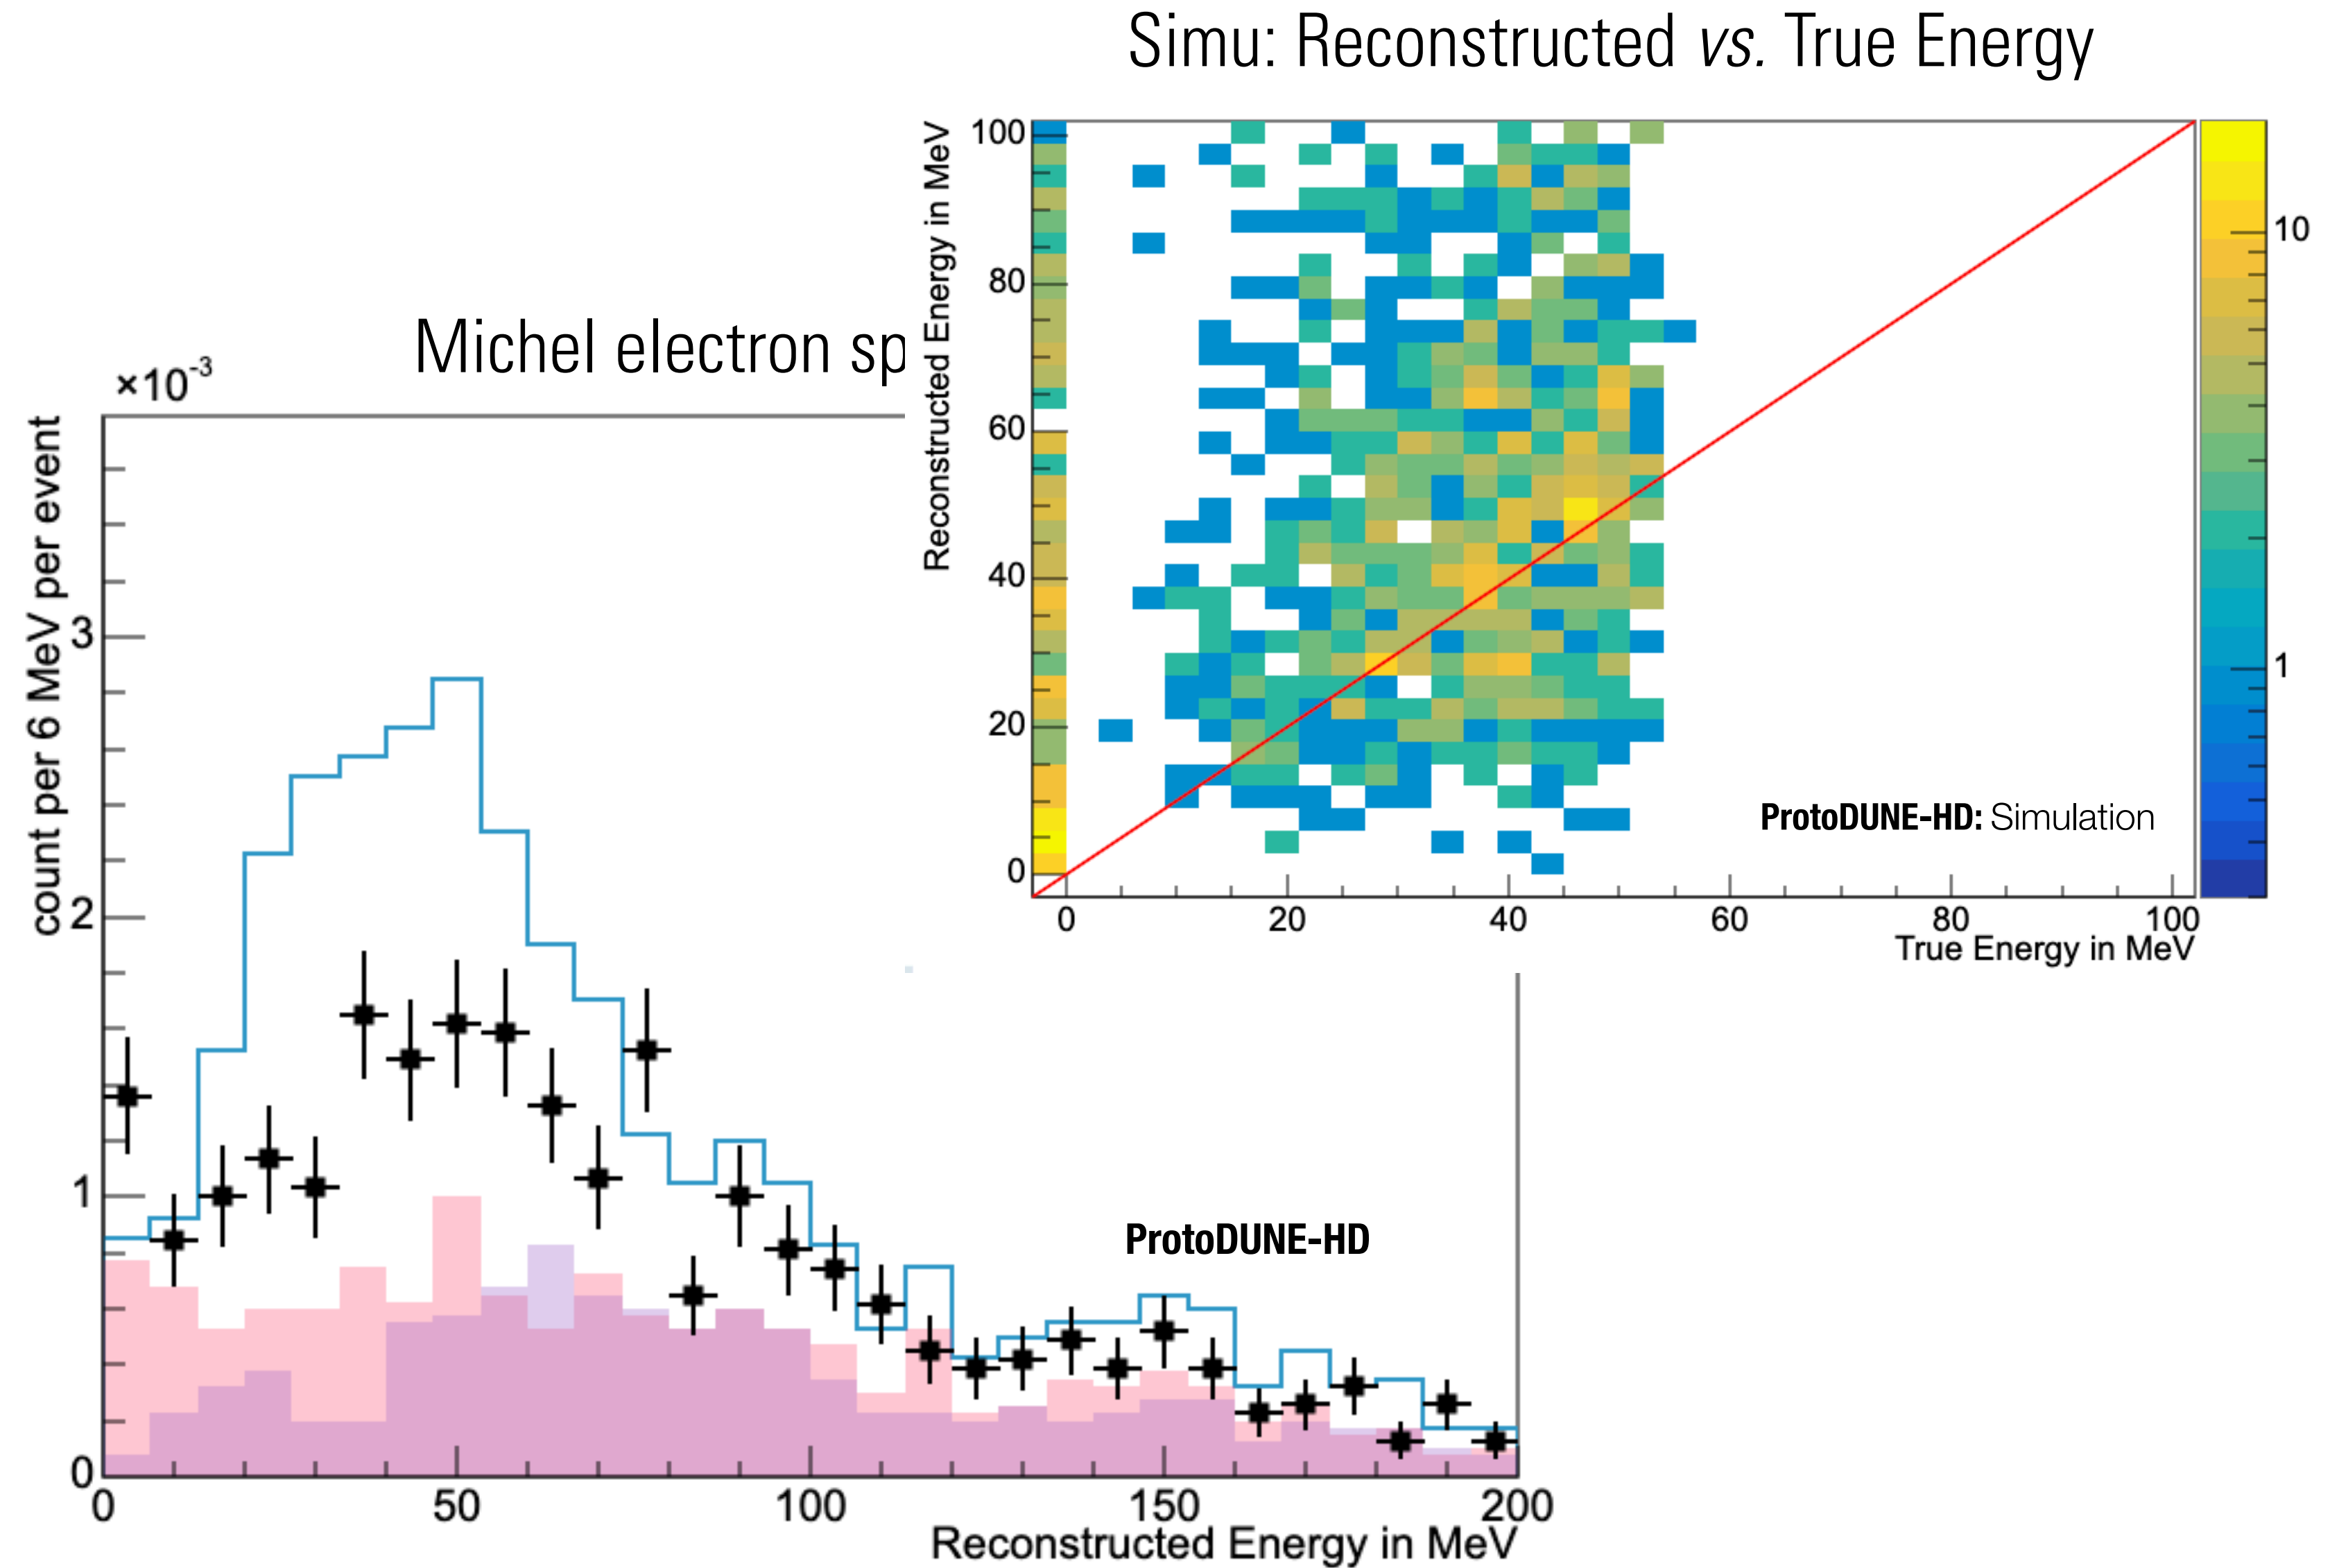 Simu: Reconstructed vs. True Energy
Reconstructed Energy in MeV
100
80
60
40
20
0
0 20 40 60 80 100
True Energy in MeV
10
1
ProtoDUNE-HD: Simulation
Michel electron sp
×10⁻³
count per 6 MeV per event
3
2
1
0
ProtoDUNE-HD
0 50 100 150 200
Reconstructed Energy in MeV